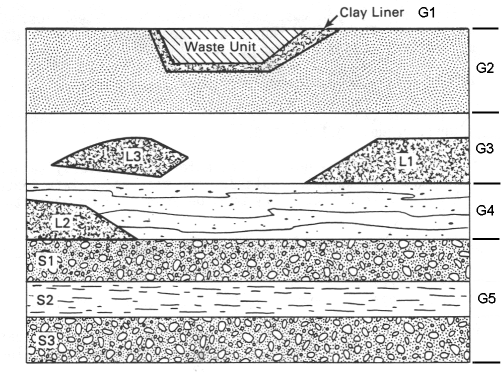 Clay Liner G1
Waste Unit
G2
L3
L1
G3
L2
G4
S1
S2
G5
S3